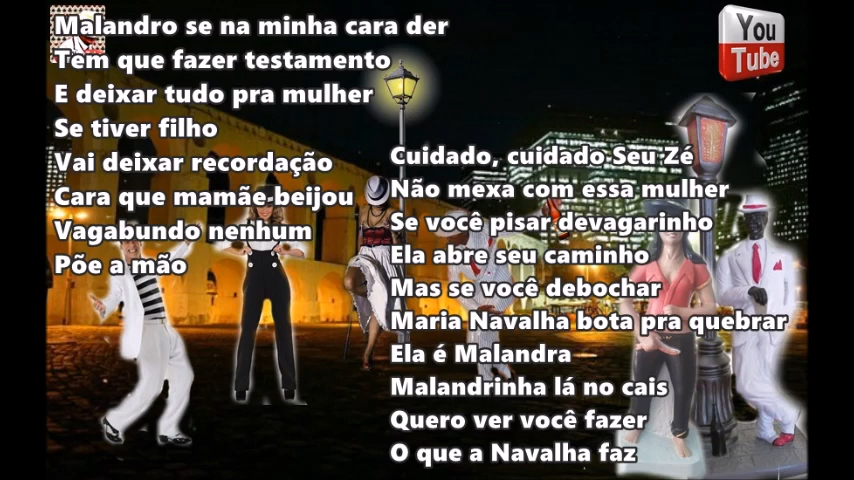 Malandro se na minha cara der
Tem que fazer testamento
E deixar tudo pra mulher
Se tiver filho
Vai deixar recordação
Cara que mamãe beijou
Vagabundo nenhum
Põe a mão
You
Tube
Cuidado, cuidado Seu Zé
Não mexa com essa mulher
Se você pisar devagarinho
Ela abre seu caminho
Mas se você debochar
Maria Navalha bota pra quebrar
Ela é Malandra
Malandrinha lá no cais
Quero ver você fazer
O que a Navalha faz